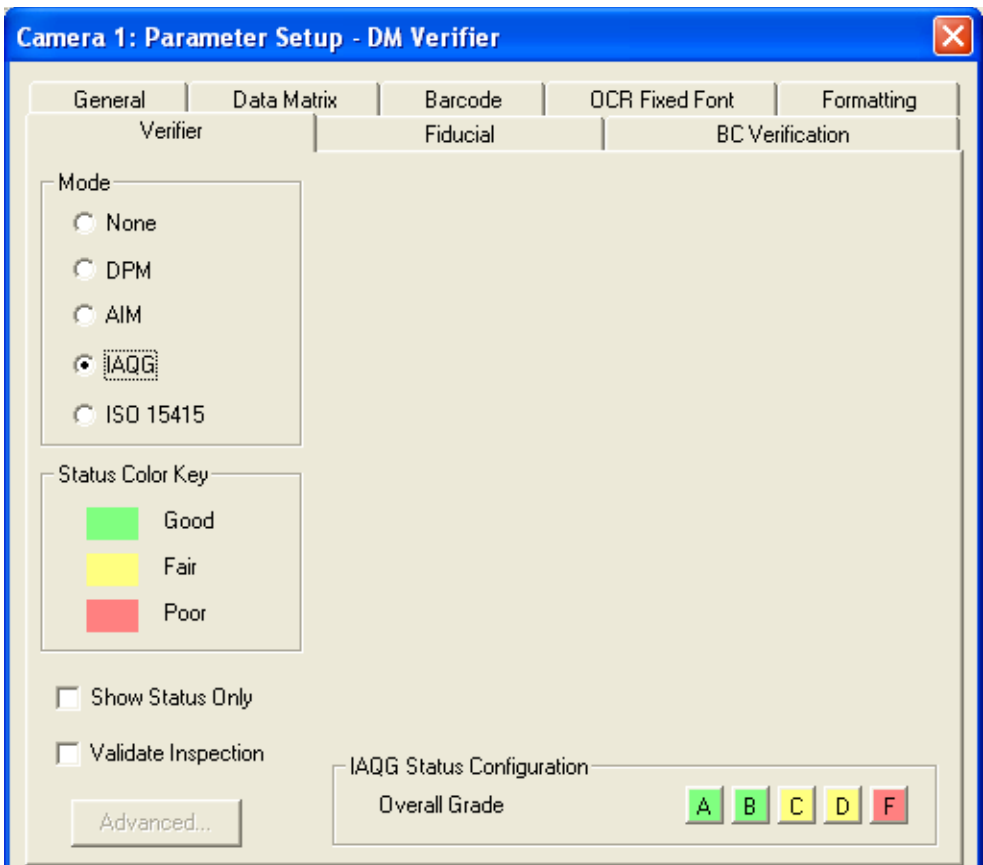 Camera 1: Parameter Setup - DM Verifier
General Data Matrix Barcode OCR Fixed Font Formatting
Verifier Fiducial BC Verification
Mode
None
DPM
AIM
IAQG
ISO 15415
Status Color Key
Good
Fair
Poor
Show Status Only
Validate Inspection
Advanced...
IAQG Status Configuration
Overall Grade A B C D F